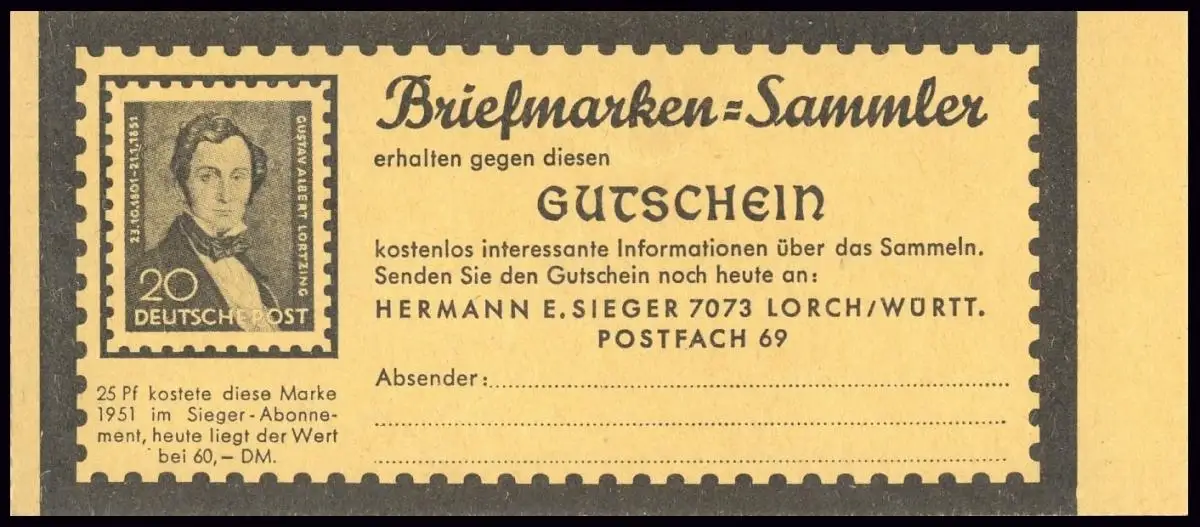 23.10.1801-21.1.1851
GUSTAV ALBERT LORTZING
20
DEUTSCHE POST
25 Pf kostete diese Marke
1951 im Sieger-Abonne-
ment, heute liegt der Wert
bei 60,– DM.
Briefmarken=Sammler
erhalten gegen diesen
GUTSCHEIN
kostenlos interessante Informationen über das Sammeln.
Senden Sie den Gutschein noch heute an:
HERMANN E. SIEGER 7073 LORCH/WÜRTT.
POSTFACH 69
Absender: